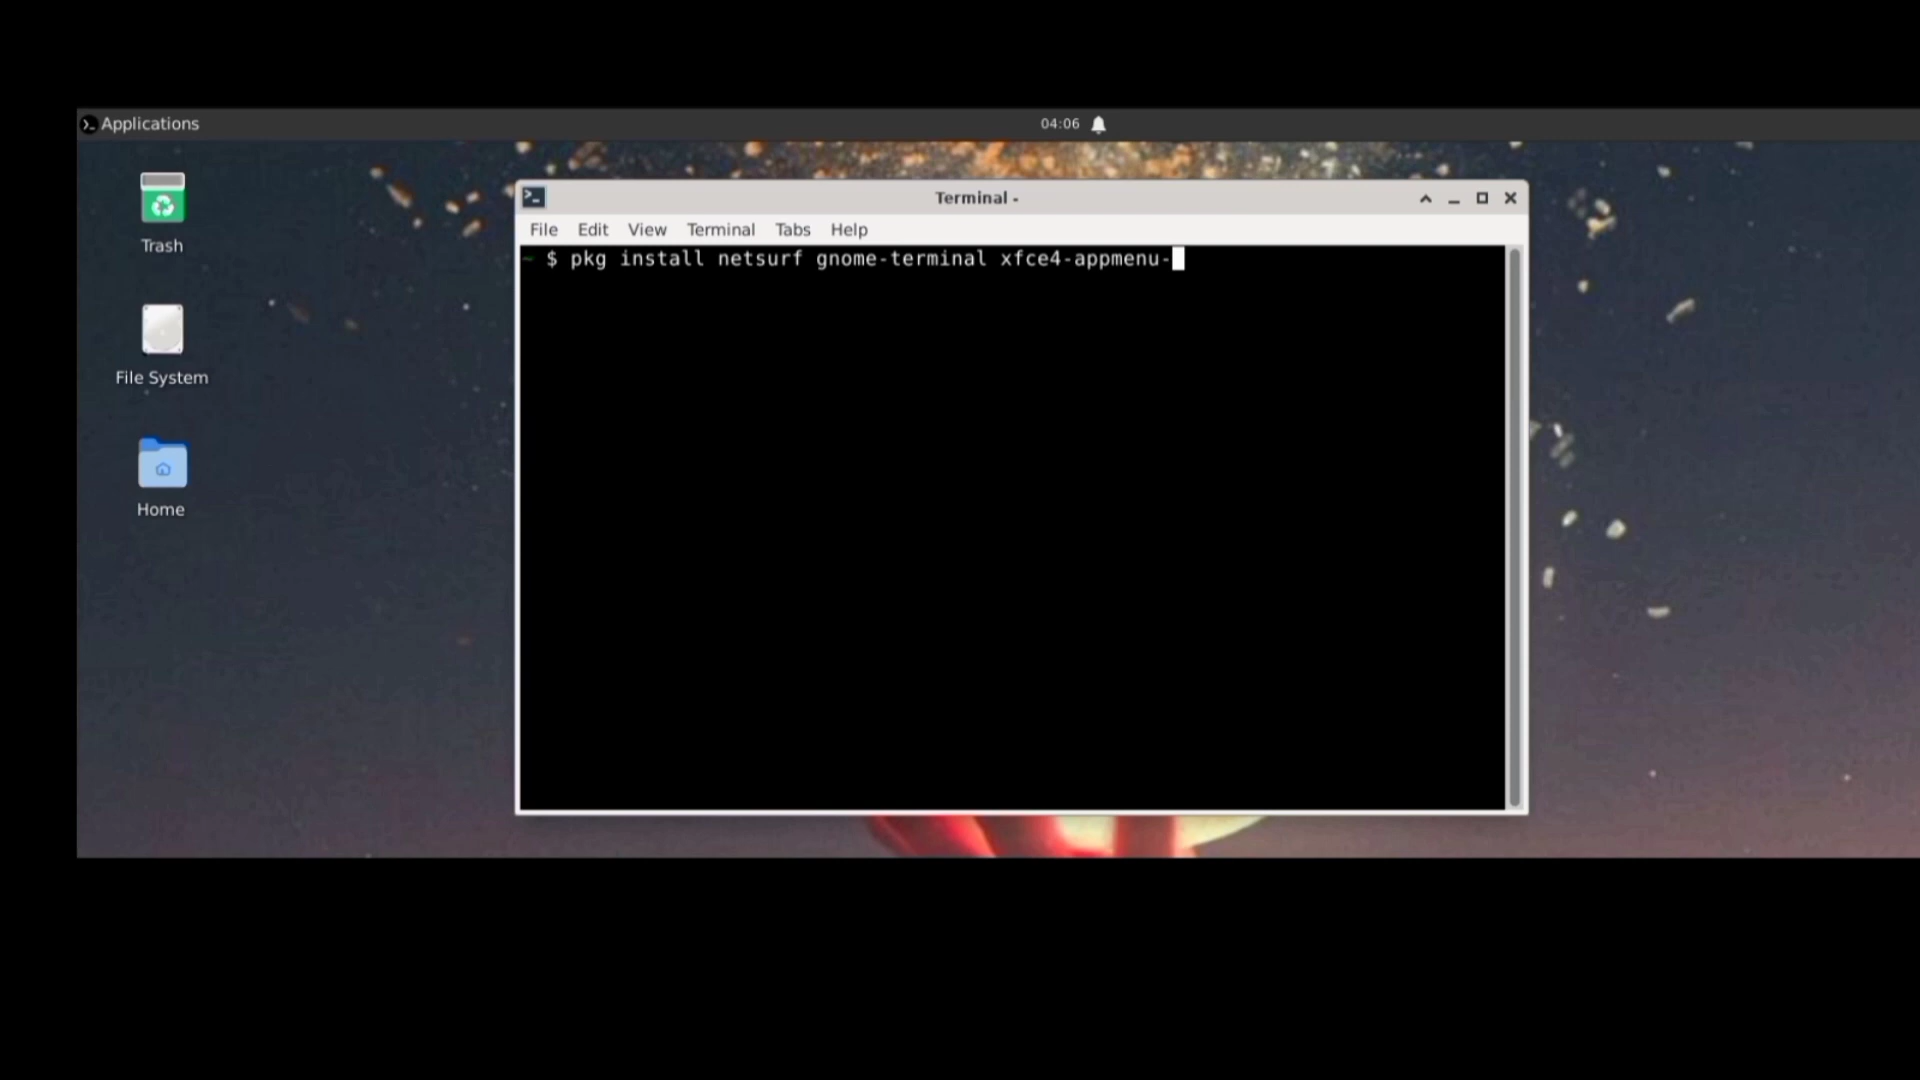 Applications
04:06
Trash
File System
Home
Terminal -
File Edit View Terminal Tabs Help
~ $ pkg install netsurf gnome-terminal xfce4-appmenu-